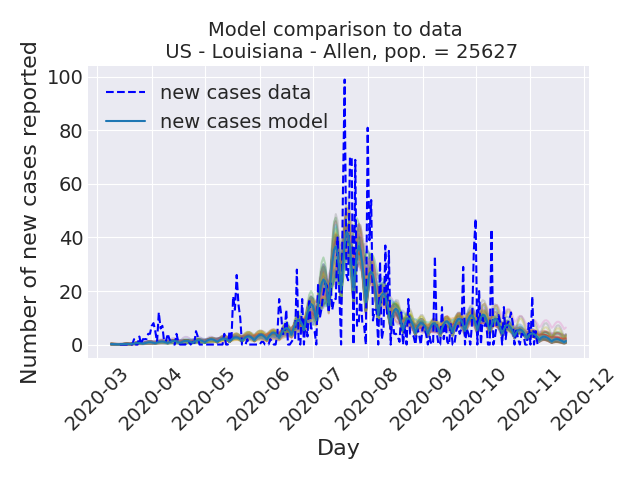 Model comparison to data
US - Louisiana - Allen, pop. = 25627
Number of new cases reported
100
80
60
40
20
0
new cases data
new cases model
2020-03
2020-04
2020-05
2020-06
2020-07
2020-08
2020-09
2020-10
2020-11
2020-12
Day